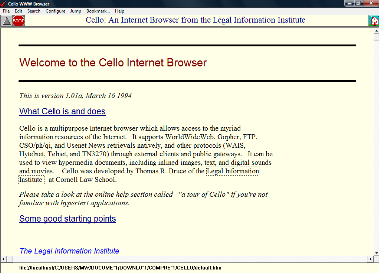 Cello WWW Browser
File Edit Search Configure Jump Bookmark... Help
STOP
Cello: An Internet Browser from the Legal Information Institute
Welcome to the Cello Internet Browser
This is version 1.01a, March 16 1994
What Cello is and does
Cello is a multipurpose Internet browser which allows access to the myriad
information resources of the Internet. It supports WorldWideWeb, Gopher, FTP,
CSO/ph/qi, and Usenet News retrievals natively, and other protocols (WAIS,
Hytelnet, Telnet, and TN3270) through external clients and public gateways. It can be
used to view hypermedia documents, including inlined images, text, and digital sounds
and movies. Cello was developed by Thomas R. Bruce of the Legal Information
Institute at Cornell Law School.
Please take a look at the online help section called "a tour of Cello" if you're not
familiar with hypertext applications.
Some good starting points
The Legal Information Institute